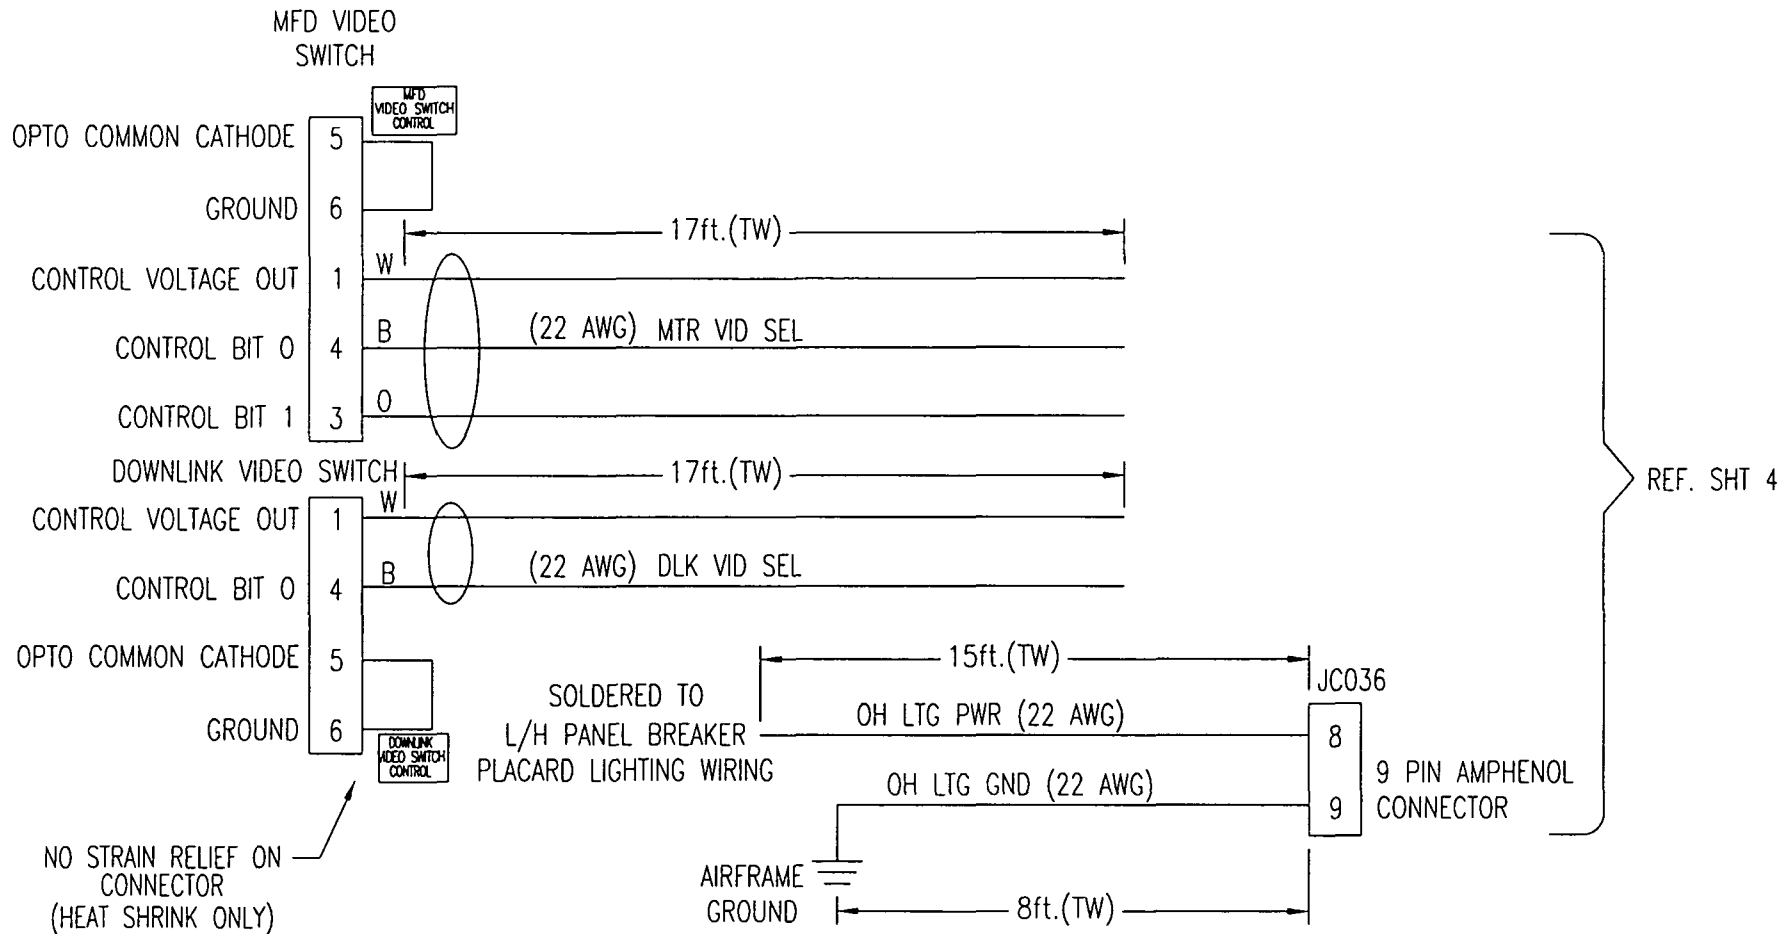 MFD VIDEO
SWITCH
MFD
VIDEO SWITCH
CONTROL
OPTO COMMON CATHODE 5
GROUND 6
17ft.(TW)
CONTROL VOLTAGE OUT 1 W
CONTROL BIT 0 4 B (22 AWG) MTR VID SEL
CONTROL BIT 1 3 O
DOWNLINK VIDEO SWITCH
17ft.(TW)
CONTROL VOLTAGE OUT 1 W
CONTROL BIT 0 4 B (22 AWG) DLK VID SEL
OPTO COMMON CATHODE 5
GROUND 6
DOWNLINK
VIDEO SWITCH
CONTROL
NO STRAIN RELIEF ON
CONNECTOR
(HEAT SHRINK ONLY)
SOLDERED TO
L/H PANEL BREAKER
PLACARD LIGHTING WIRING
15ft.(TW)
JC036
OH LTG PWR (22 AWG) 8
OH LTG GND (22 AWG) 9
9 PIN AMPHENOL
CONNECTOR
AIRFRAME
GROUND
8ft.(TW)
REF. SHT 4